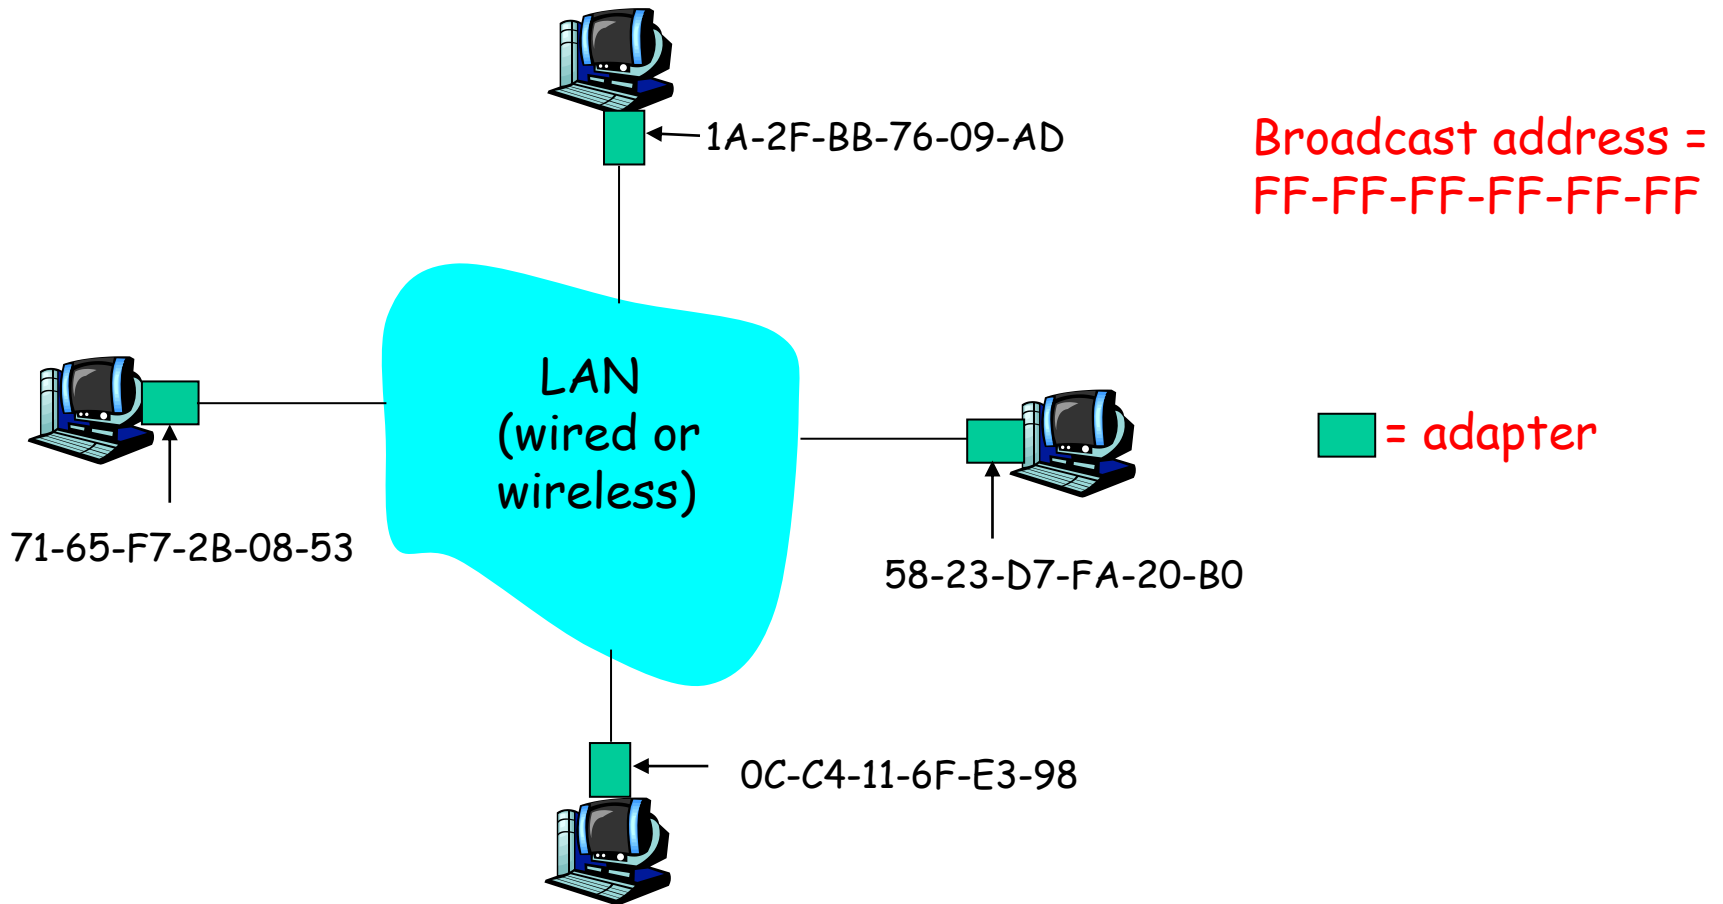 1A-2F-BB-76-09-AD
Broadcast address =
FF-FF-FF-FF-FF-FF
LAN
(wired or
wireless)
= adapter
71-65-F7-2B-08-53
58-23-D7-FA-20-B0
0C-C4-11-6F-E3-98